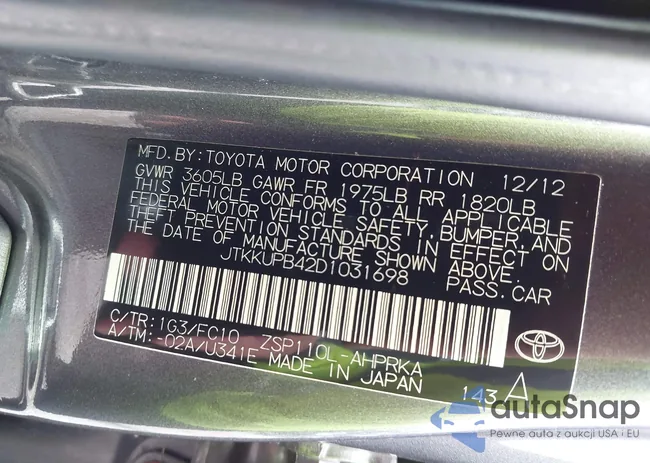 MFD.BY:TOYOTA MOTOR CORPORATION 12/12
GVWR 3605LB GAWR FR 1975LB RR 1820LB
THIS VEHICLE CONFORMS TO ALL APPLICABLE
FEDERAL MOTOR VEHICLE SAFETY,BUMPER,AND
THEFT PREVENTION STANDARDS IN EFFECT ON
THE DATE OF MANUFACTURE SHOWN ABOVE.
JTKKUPB42D1031698 PASS.CAR
C/TR:1G3/FC10 ZSP110L-AHPRKA
A/TM:-02A/U341E MADE IN JAPAN 143 A
autaSnap
Pewne auta z aukcji USA i EU